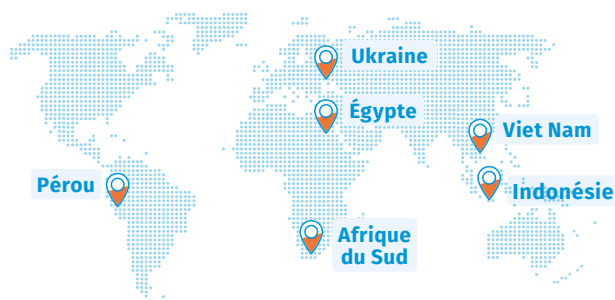 Ukraine
Égypte
Viet Nam
Pérou
Indonésie
Afrique
du Sud